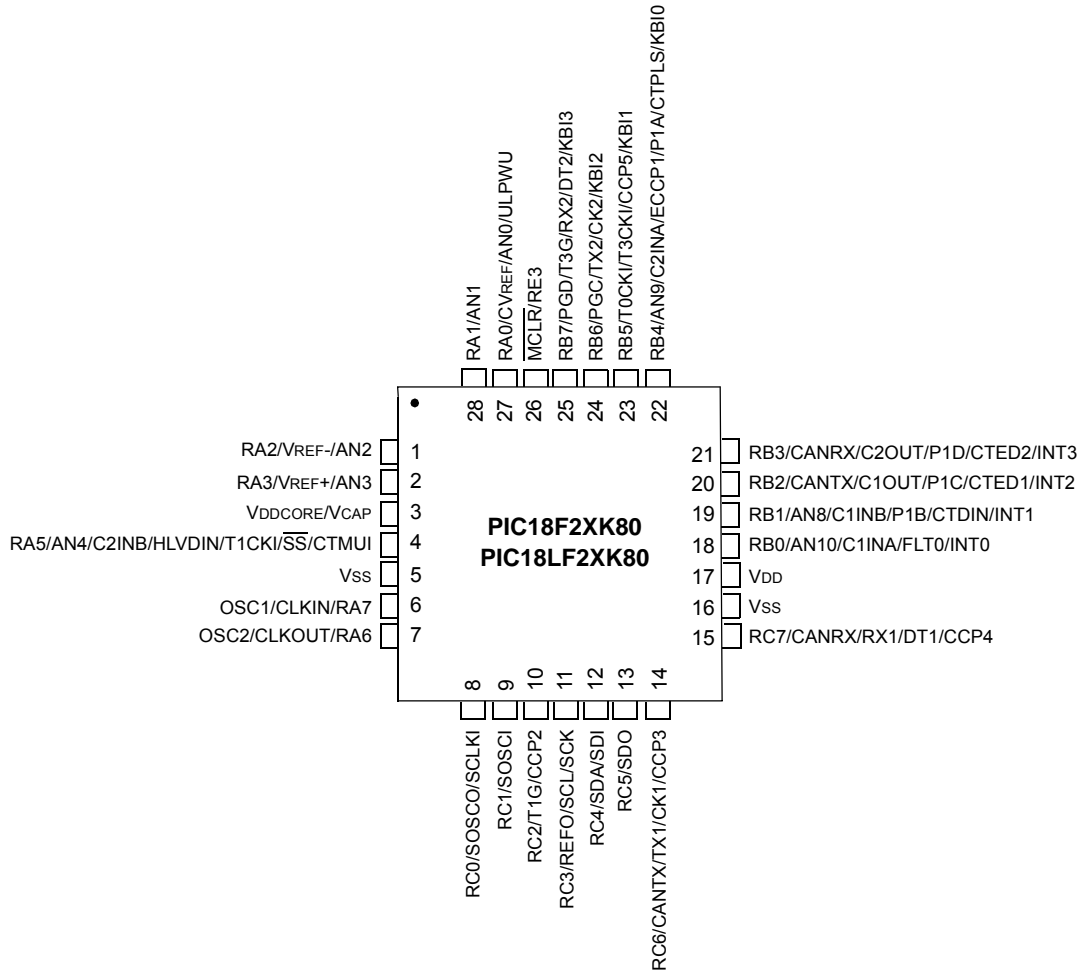 RA1/AN1
RA0/CVREF/AN0/ULPWU
MCLR/RE3
RB7/PGD/T3G/RX2/DT2/KBI3
RB6/PGC/TX2/CK2/KBI2
RB5/T0CKI/T3CKI/CCP5/KBI1
RB4/AN9/C2INA/ECCP1/P1A/CTPLS/KBI0
28
27
26
25
24
23
22
RA2/VREF-/AN2 1
RA3/VREF+/AN3 2
VDDCORE/VCAP 3
RA5/AN4/C2INB/HLVDIN/T1CKI/SS/CTMUI 4
VSS 5
OSC1/CLKIN/RA7 6
OSC2/CLKOUT/RA6 7
PIC18F2XK80
PIC18LF2XK80
21 RB3/CANRX/C2OUT/P1D/CTED2/INT3
20 RB2/CANTX/C1OUT/P1C/CTED1/INT2
19 RB1/AN8/C1INB/P1B/CTDIN/INT1
18 RB0/AN10/C1INA/FLT0/INT0
17 VDD
16 VSS
15 RC7/CANRX/RX1/DT1/CCP4
8
9
10
11
12
13
14
RC0/SOSCO/SCLKI
RC1/SOSCI
RC2/T1G/CCP2
RC3/REFO/SCL/SCK
RC4/SDA/SDI
RC5/SDO
RC6/CANTX/TX1/CK1/CCP3